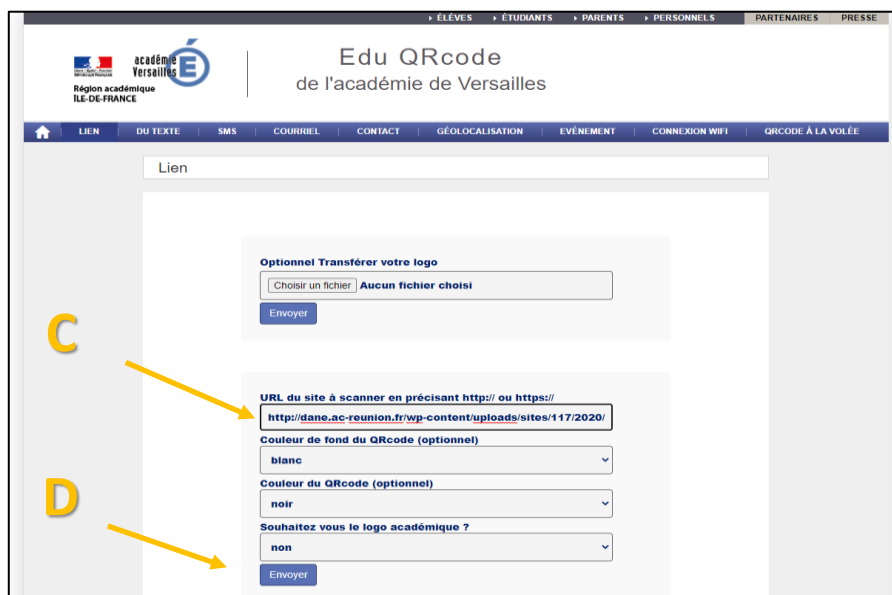 ÉLÈVES ÉTUDIANTS PARENTS PERSONNELS PARTENAIRES PRESSE
académie
Versailles
Région académique
ÎLE-DE-FRANCE
Edu QRcode
de l'académie de Versailles
LIEN DU TEXTE SMS COURRIEL CONTACT GÉOLOCALISATION EVÈNEMENT CONNEXION WIFI QRCODE À LA VOLÉE
Lien
Optionnel Transférer votre logo
Choisir un fichier Aucun fichier choisi
Envoyer
C
URL du site à scanner en précisant http:// ou https://
http://dane.ac-reunion.fr/wp-content/uploads/sites/117/2020/
Couleur de fond du QRcode (optionnel)
blanc
Couleur du QRcode (optionnel)
noir
D
Souhaitez vous le logo académique ?
non
Envoyer